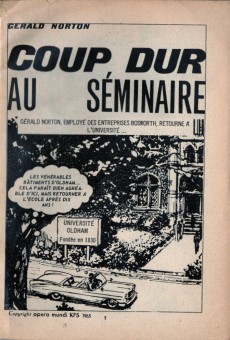 GERALD NORTON
COUP DUR
AU SÉMINAIRE
GÉRALD NORTON, EMPLOYÉ DES ENTREPRISES BOSWORTH, RETOURNE À
L'UNIVERSITÉ ...
LES VÉNÉRABLES
BÂTIMENTS D'OLDHAM...
CELA PARAÎT BIEN AGRÉA-
BLE D'ICI, MAIS RETOURNER À
L'ÉCOLE APRÈS DIX
ANS!
UNIVERSITÉ
OLDHAM
Fondée en 1930
Copyright opera mundi KFS 1965
1